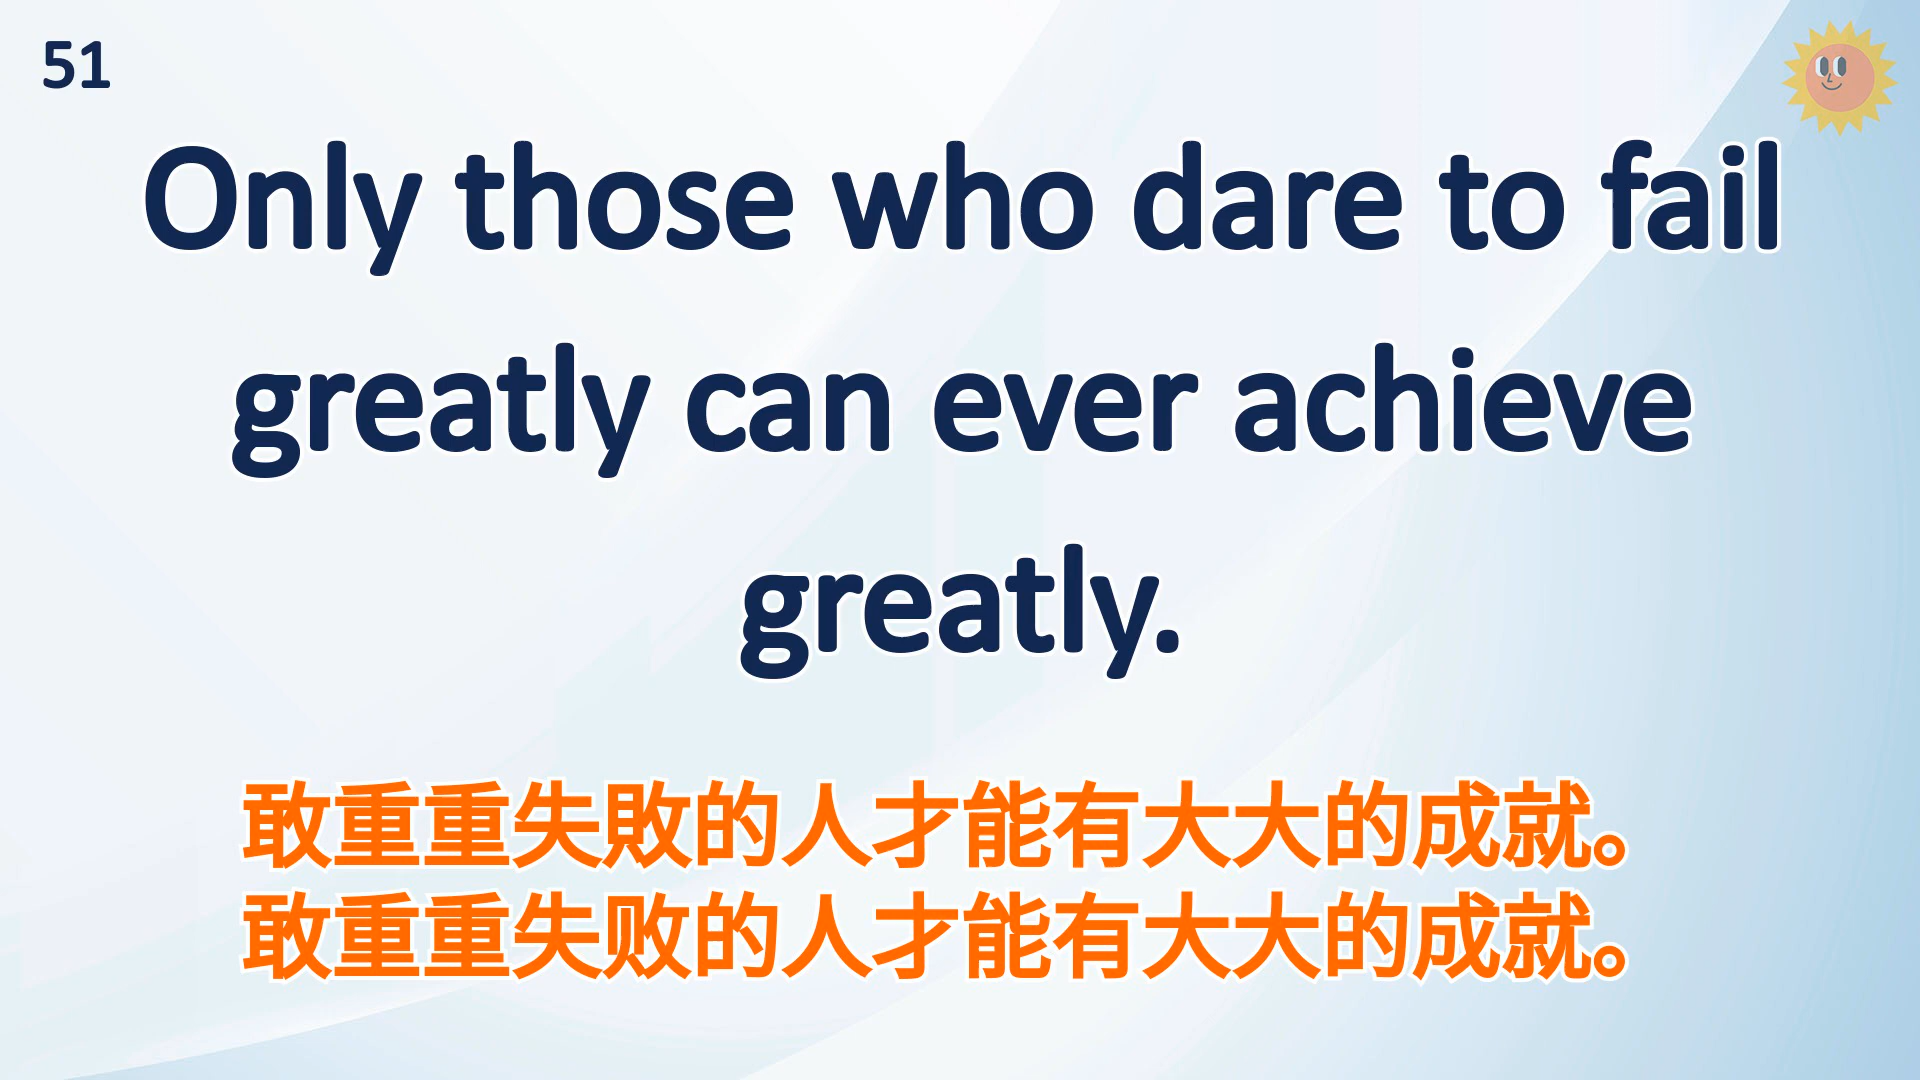 51
Only those who dare to fail
greatly can ever achieve
greatly.
敢重重失敗的人才能有大大的成就。
敢重重失败的人才能有大大的成就。